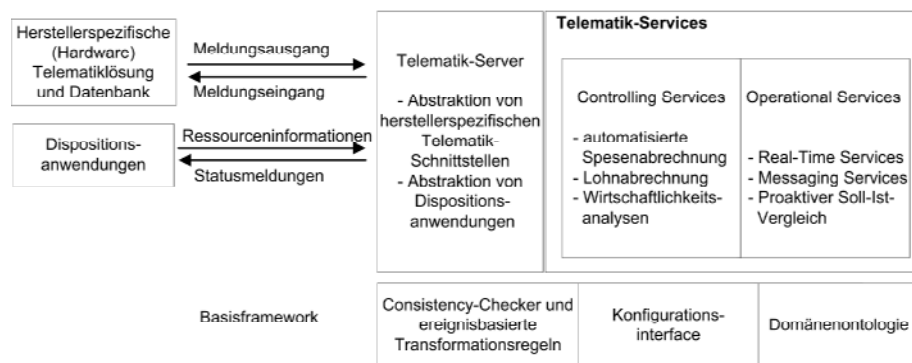 Herstellerspezifische
(Hardware)
Telematiklösung
und Datenbank
Meldungsausgang
Meldungseingang
Dispositions-
anwendungen
Ressourceninformationen
Statusmeldungen
Telematik-Server
- Abstraktion von
herstellerspezifischen
Telematik-
Schnittstellen
- Abstraktion von
Dispositions-
anwendungen
Telematik-Services
Controlling Services
- automatisierte
Spesenabrechnung
- Lohnabrechnung
- Wirtschaftlichkeits-
analysen
Operational Services
- Real-Time Services
- Messaging Services
- Proaktiver Soll-Ist-
Vergleich
Basisframework
Consistency-Checker und
ereignisbasierte
Transformationsregeln
Konfigurations-
interface
Domänenontologie